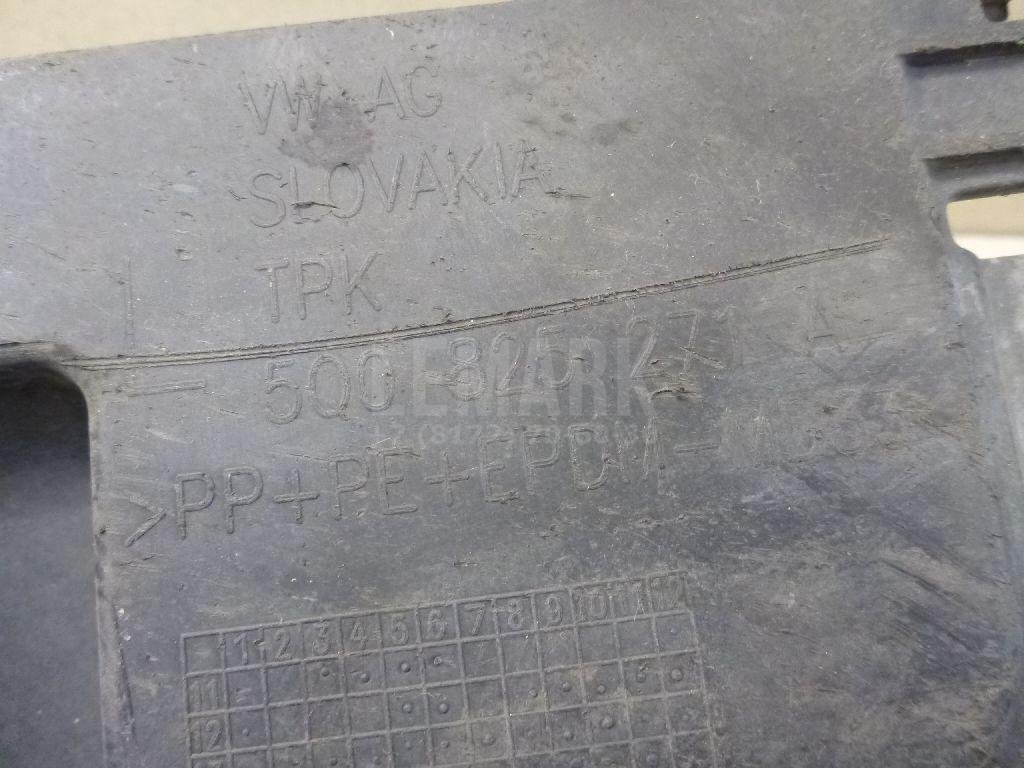 VW AG
SLOVAKIA
TPK
5Q0 825 271 A
LEMARK
>PP+PE+EPDM-
1 2 3 4 5 6 7 8 9 10 11 12
11
12